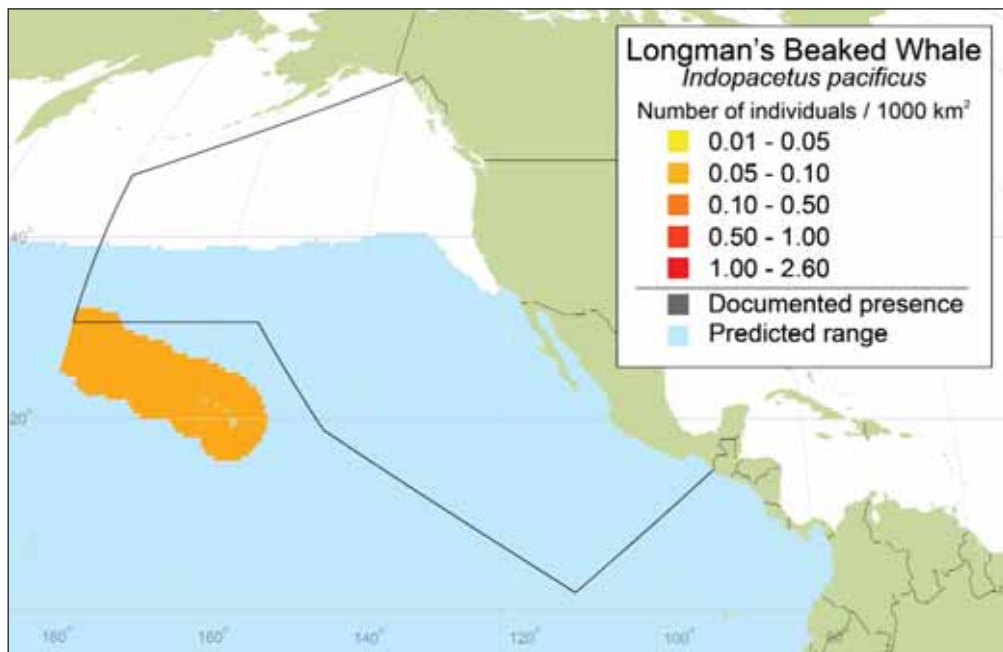 Longman's Beaked Whale
Indopacetus pacificus
Number of individuals / 1000 km²
0.01 - 0.05
0.05 - 0.10
0.10 - 0.50
0.50 - 1.00
1.00 - 2.60
Documented presence
Predicted range
40°
20°
180°
160°
140°
120°
100°
80°